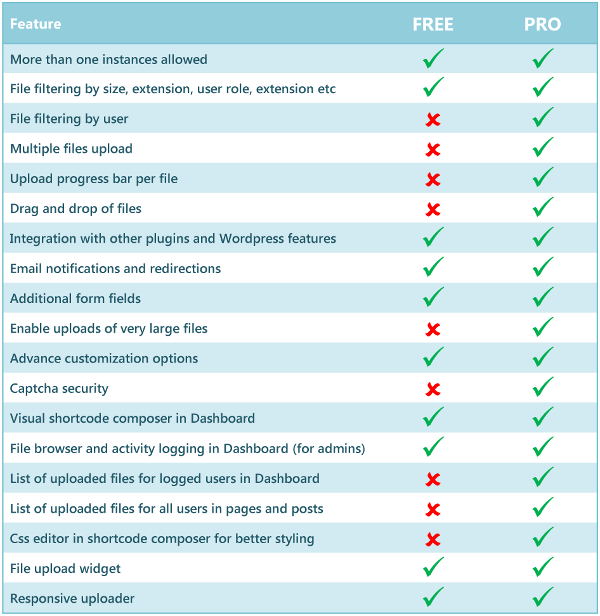 Feature FREE PRO
More than one instances allowed
File filtering by size, extension, user role, extension etc
File filtering by user
Multiple files upload
Upload progress bar per file
Drag and drop of files
Integration with other plugins and Wordpress features
Email notifications and redirections
Additional form fields
Enable uploads of very large files
Advance customization options
Captcha security
Visual shortcode composer in Dashboard
File browser and activity logging in Dashboard (for admins)
List of uploaded files for logged users in Dashboard
List of uploaded files for all users in pages and posts
Css editor in shortcode composer for better styling
File upload widget
Responsive uploader